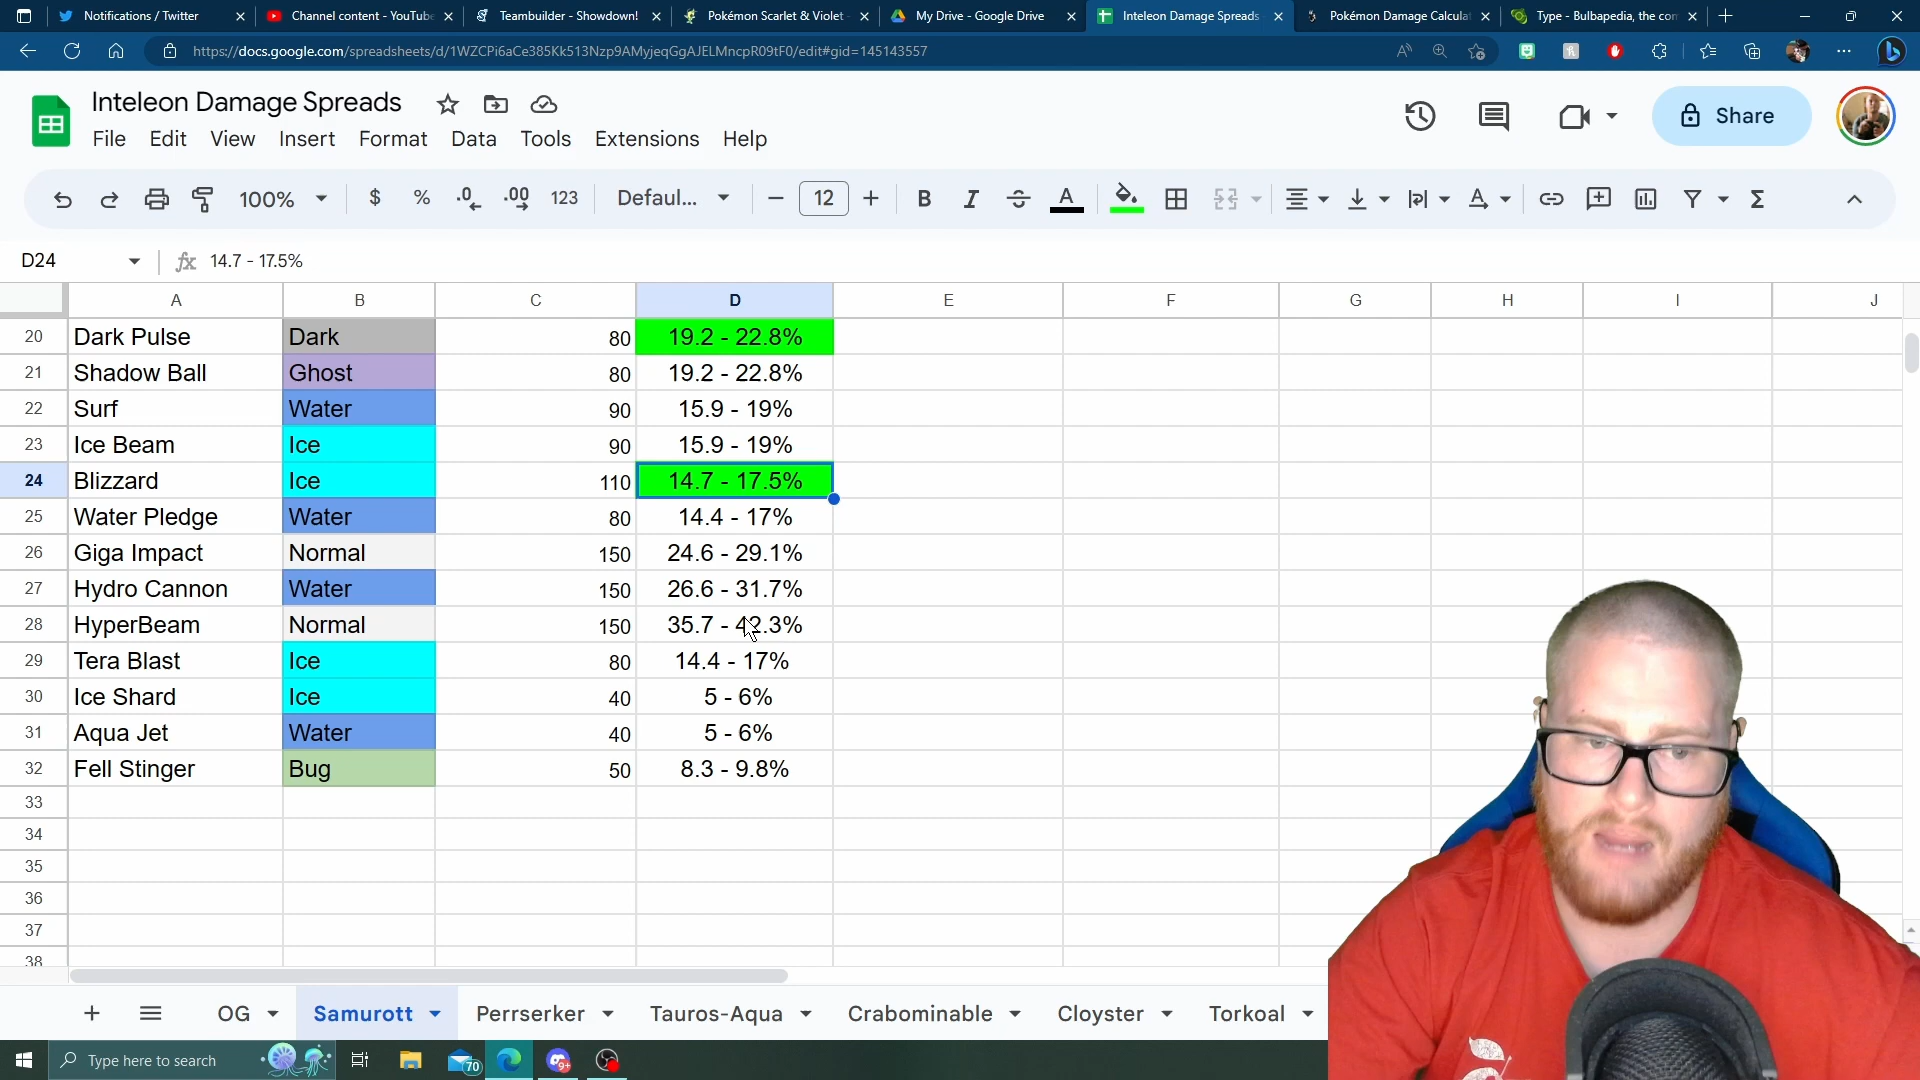 Notifications / Twitter
Channel content - YouTube
Teambuilder - Showdown!
Pokémon Scarlet & Violet -
My Drive - Google Drive
Inteleon Damage Spreads -
Pokémon Damage Calculat
Type - Bulbapedia, the com
https://docs.google.com/spreadsheets/d/1WZCPi6aCe385Kk513Nzp9AMyjeqGgAJELMncpR09tF0/edit#gid=145143557
Inteleon Damage Spreads
File Edit View Insert Format Data Tools Extensions Help
Share
100% $ % .0 .00 123 Defaul... 12 B I A
D24 fx 14.7 - 17.5%
A B C D E F G H I J
20 Dark Pulse Dark 80 19.2 - 22.8%
21 Shadow Ball Ghost 80 19.2 - 22.8%
22 Surf Water 90 15.9 - 19%
23 Ice Beam Ice 90 15.9 - 19%
24 Blizzard Ice 110 14.7 - 17.5%
25 Water Pledge Water 80 14.4 - 17%
26 Giga Impact Normal 150 24.6 - 29.1%
27 Hydro Cannon Water 150 26.6 - 31.7%
28 HyperBeam Normal 150 35.7 - 42.3%
29 Tera Blast Ice 80 14.4 - 17%
30 Ice Shard Ice 40 5 - 6%
31 Aqua Jet Water 40 5 - 6%
32 Fell Stinger Bug 50 8.3 - 9.8%
33
34
35
36
37
38
OG Samurott Perrserker Tauros-Aqua Crabominable Cloyster Torkoal
Type here to search
70
9+